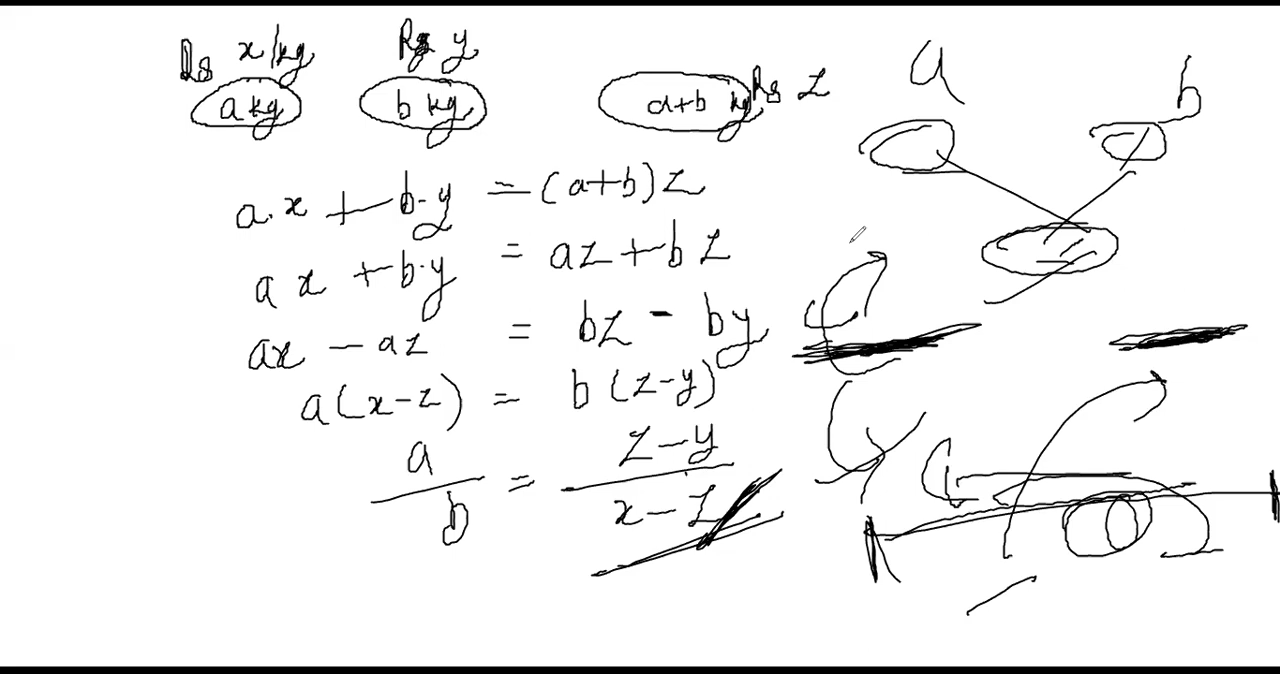 Rs x/kg Rs y
a kg b kg a+b kg Rs z
a b
a.x + b.y = (a+b)z
ax + b.y = az + bz
ax - az = bz - by
a(x-z) = b(z-y)
a/b = z-y/x-z